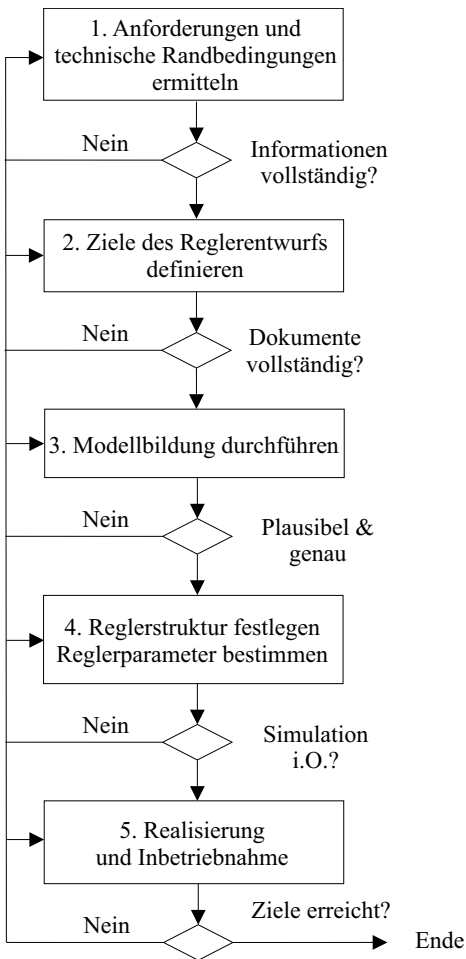 1. Anforderungen und
technische Randbedingungen
ermitteln
Nein
Informationen
vollständig?
2. Ziele des Reglerentwurfs
definieren
Nein
Dokumente
vollständig?
3. Modellbildung durchführen
Nein
Plausibel &
genau
4. Reglerstruktur festlegen
Reglerparameter bestimmen
Nein
Simulation
i.O.?
5. Realisierung
und Inbetriebnahme
Nein
Ziele erreicht?
Ende